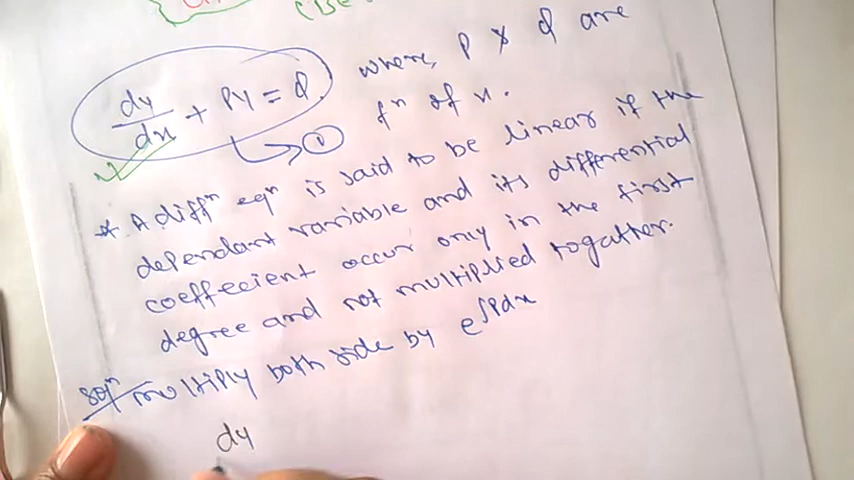 dy/dx + Py = Q where, P & Q are
fⁿ of x.
→ ①
* A diffⁿ eqⁿ is said to be linear if the
dependant variable and its differential
coeffecient occur only in the first
degree and not multiplied togather.
Solⁿ multiply both side by e^∫Pdx
dy